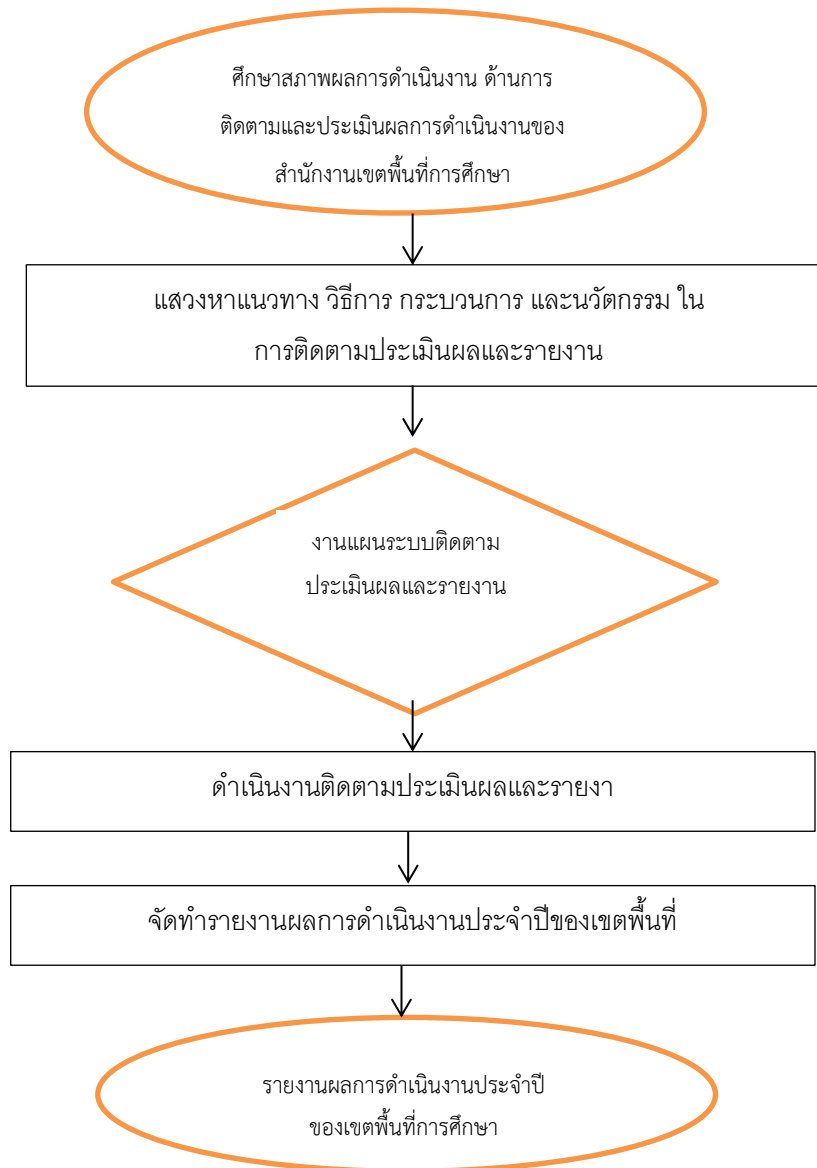 ศึกษาสภาพผลการดำเนินงาน ด้านการ
ติดตามและประเมินผลการดำเนินงานของ
สำนักงานเขตพื้นที่การศึกษา
แสวงหาแนวทาง วิธีการ กระบวนการ และนวัตกรรม ใน
การติดตามประเมินผลและรายงาน
งานแผนระบบติดตาม
ประเมินผลและรายงาน
ดำเนินงานติดตามประเมินผลและรายงา
จัดทำรายงานผลการดำเนินงานประจำปีของเขตพื้นที่
รายงานผลการดำเนินงานประจำปี
ของเขตพื้นที่การศึกษา